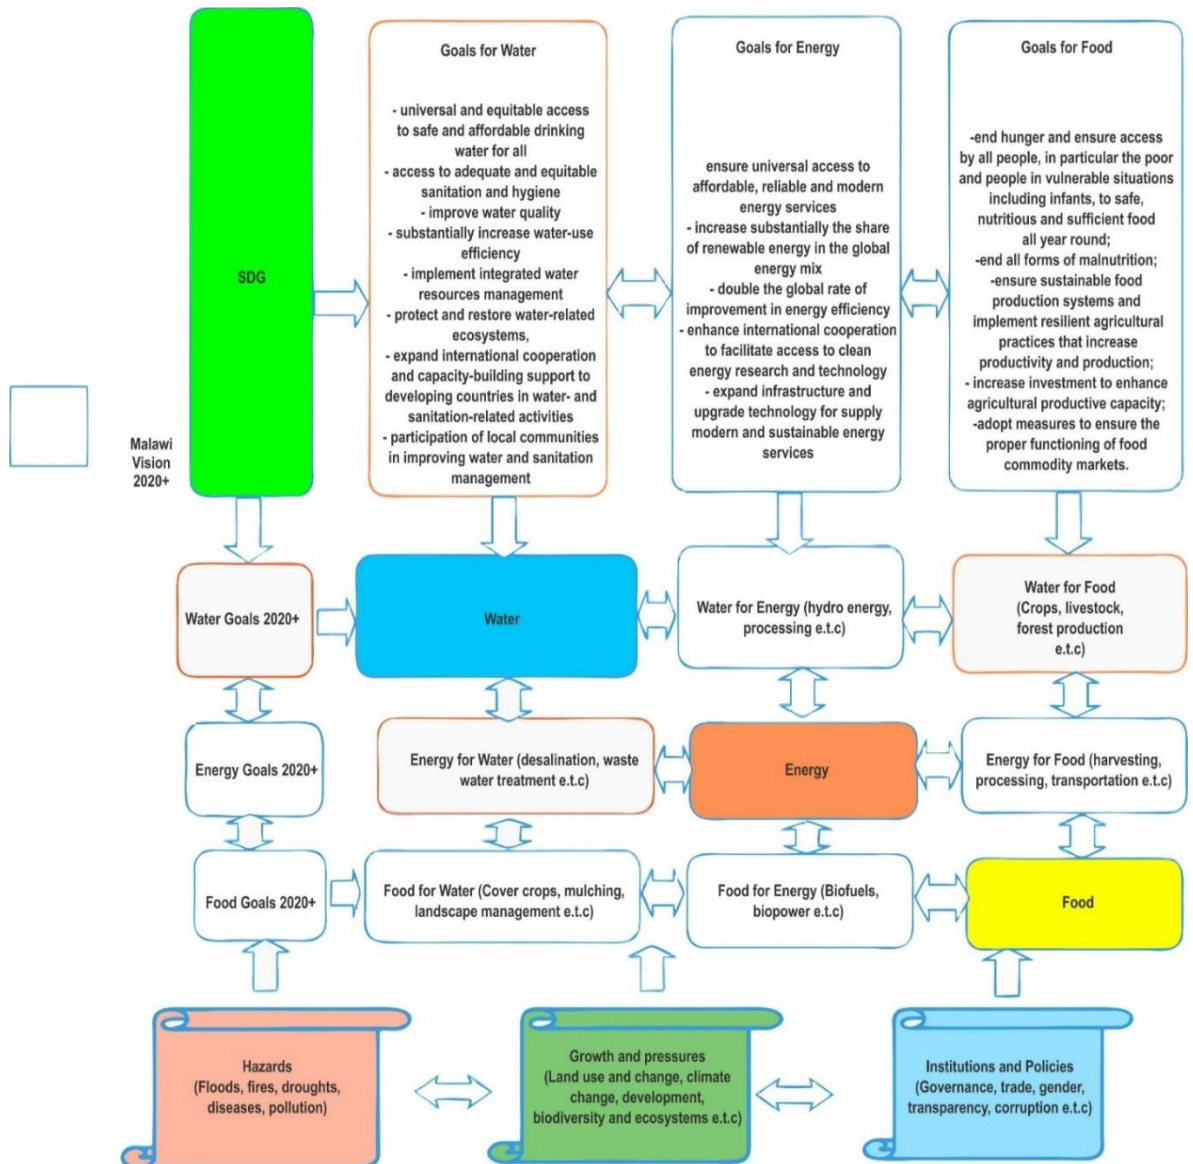 Goals for Water
- universal and equitable access
to safe and affordable drinking
water for all
- access to adequate and equitable
sanitation and hygiene
- improve water quality
- substantially increase water-use
efficiency
- implement integrated water
resources management
- protect and restore water-related
ecosystems,
- expand international cooperation
and capacity-building support to
developing countries in water- and
sanitation-related activities
- participation of local communities
in improving water and sanitation
management
Goals for Energy
ensure universal access to
affordable, reliable and modern
energy services
- increase substantially the share
of renewable energy in the global
energy mix
- double the global rate of
improvement in energy efficiency
- enhance international cooperation
to facilitate access to clean
energy research and technology
- expand infrastructure and
upgrade technology for supply
modern and sustainable energy
services
Goals for Food
-end hunger and ensure access
by all people, in particular the poor
and people in vulnerable situations
including infants, to safe,
nutritious and sufficient food
all year round;
-end all forms of malnutrition;
-ensure sustainable food
production systems and
implement resilient agricultural
practices that increase
productivity and production;
- increase investment to enhance
agricultural productive capacity;
-adopt measures to ensure the
proper functioning of food
commodity markets.
SDG
Malawi
Vision
2020+
Water Goals 2020+
Water
Water for Energy (hydro energy,
processing e.t.c)
Water for Food
(Crops, livestock,
forest production
e.t.c)
Energy Goals 2020+
Energy for Water (desalination, waste
water treatment e.t.c)
Energy
Energy for Food (harvesting,
processing, transportation e.t.c)
Food Goals 2020+
Food for Water (Cover crops, mulching,
landscape management e.t.c)
Food for Energy (Biofuels,
biopower e.t.c)
Food
Hazards
(Floods, fires, droughts,
diseases, pollution)
Growth and pressures
(Land use and change, climate
change, development,
biodiversity and ecosystems e.t.c)
Institutions and Policies
(Governance, trade, gender,
transparency, corruption e.t.c)